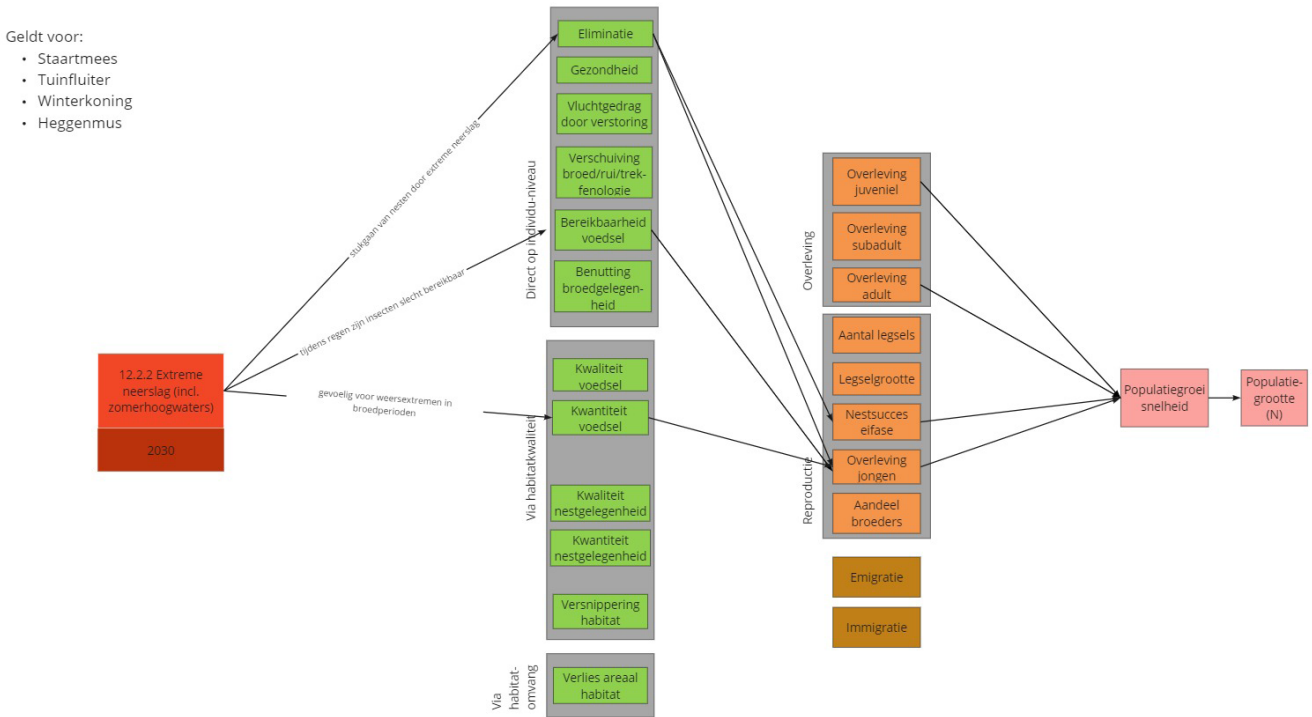 Geldt voor:
• Staartmees
• Tuinfluiter
• Winterkoning
• Heggenmus
12.2.2 Extreme
neerslag (incl.
zomerhoogwaters)
2030
stukgaan van nesten door extreme neerslag
tijdens regen zijn insecten slecht bereikbaar
gevoelig voor weersextremen in
broedperioden
Direct op individu-niveau
Eliminatie
Gezondheid
Vluchtgedrag
door verstoring
Verschuiving
broed/rui/trek-
fenologie
Bereikbaarheid
voedsel
Benutting
broedgelegen-
heid
Via habitatkwaliteit
Kwaliteit
voedsel
Kwantiteit
voedsel
Kwaliteit
nestgelegenheid
Kwantiteit
nestgelegenheid
Versnippering
habitat
Via
habitat-
omvang
Verlies areaal
habitat
Overleving
Overleving
juveniel
Overleving
subadult
Overleving
adult
Reproductie
Aantal legsels
Legselgrootte
Nestsucces
eifase
Overleving
jongen
Aandeel
broeders
Emigratie
Immigratie
Populatiegroei
snelheid
Populatie-
grootte
(N)